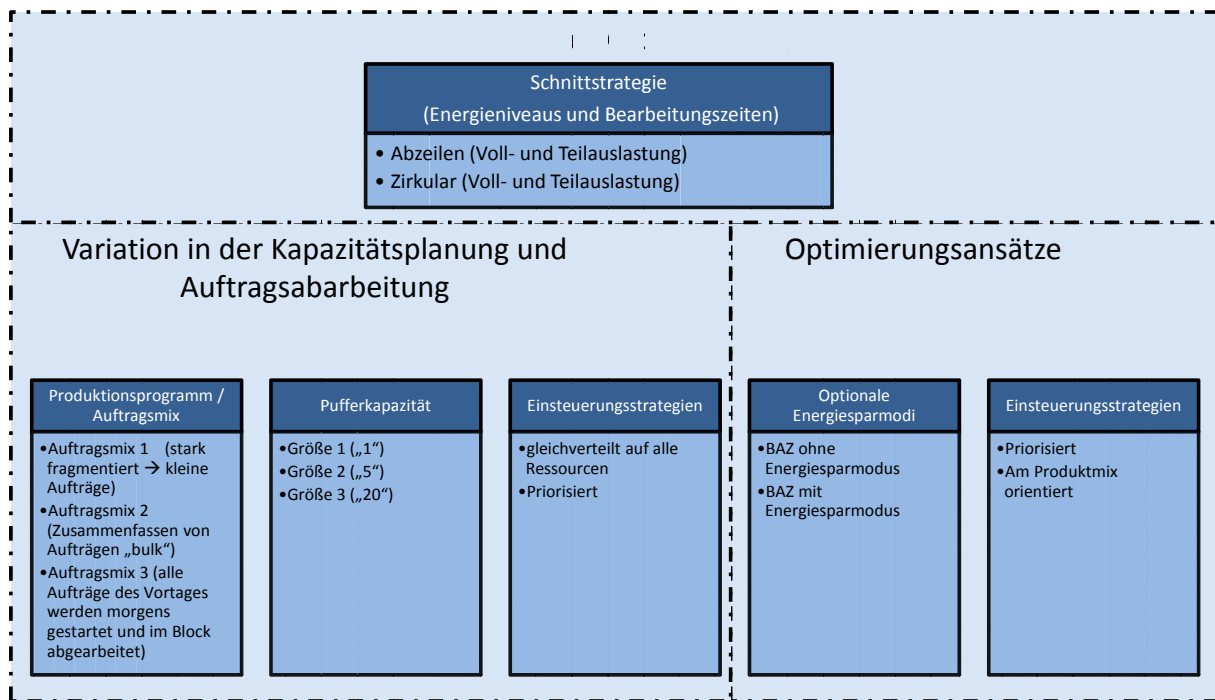 Schnittstrategie
(Energieniveaus und Bearbeitungszeiten)
• Abzeilen (Voll- und Teilauslastung)
• Zirkular (Voll- und Teilauslastung)
Variation in der Kapazitätsplanung und
Auftragsabarbeitung
Optimierungsansätze
Produktionsprogramm /
Auftragsmix
•Auftragsmix 1 (stark
fragmentiert → kleine
Aufträge)
•Auftragsmix 2
(Zusammenfassen von
Aufträgen „bulk“)
•Auftragsmix 3 (alle
Aufträge des Vortages
werden morgens
gestartet und im Block
abgearbeitet)
Pufferkapazität
•Größe 1 („1“)
•Größe 2 („5“)
•Größe 3 („20“)
Einsteuerungsstrategien
•gleichverteilt auf alle
Ressourcen
•Priorisiert
Optionale
Energiesparmodi
•BAZ ohne
Energiesparmodus
•BAZ mit
Energiesparmodus
Einsteuerungsstrategien
•Priorisiert
•Am Produktmix
orientiert